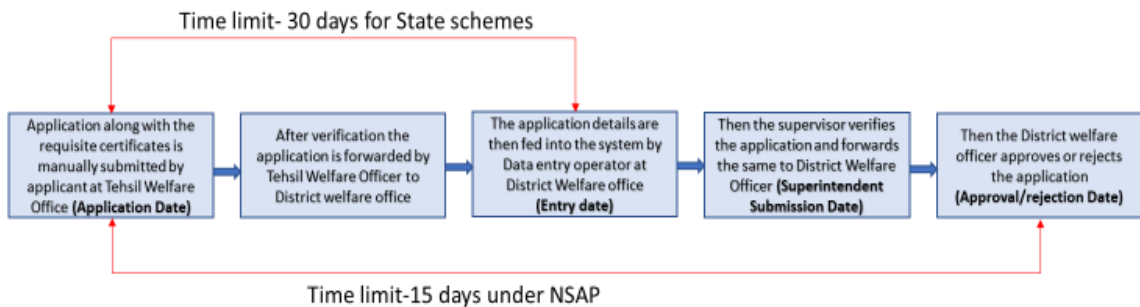 Time limit- 30 days for State schemes
Application along with the
requisite certificates is
manually submitted by
applicant at Tehsil Welfare
Office (Application Date)
After verification the
application is forwarded by
Tehsil Welfare Officer to
District welfare office
The application details are
then fed into the system by
Data entry operator at
District Welfare office
(Entry date)
Then the supervisor verifies
the application and forwards
the same to District Welfare
Officer (Superintendent
Submission Date)
Then the District welfare
officer approves or rejects
the application
(Approval/rejection Date)
Time limit-15 days under NSAP